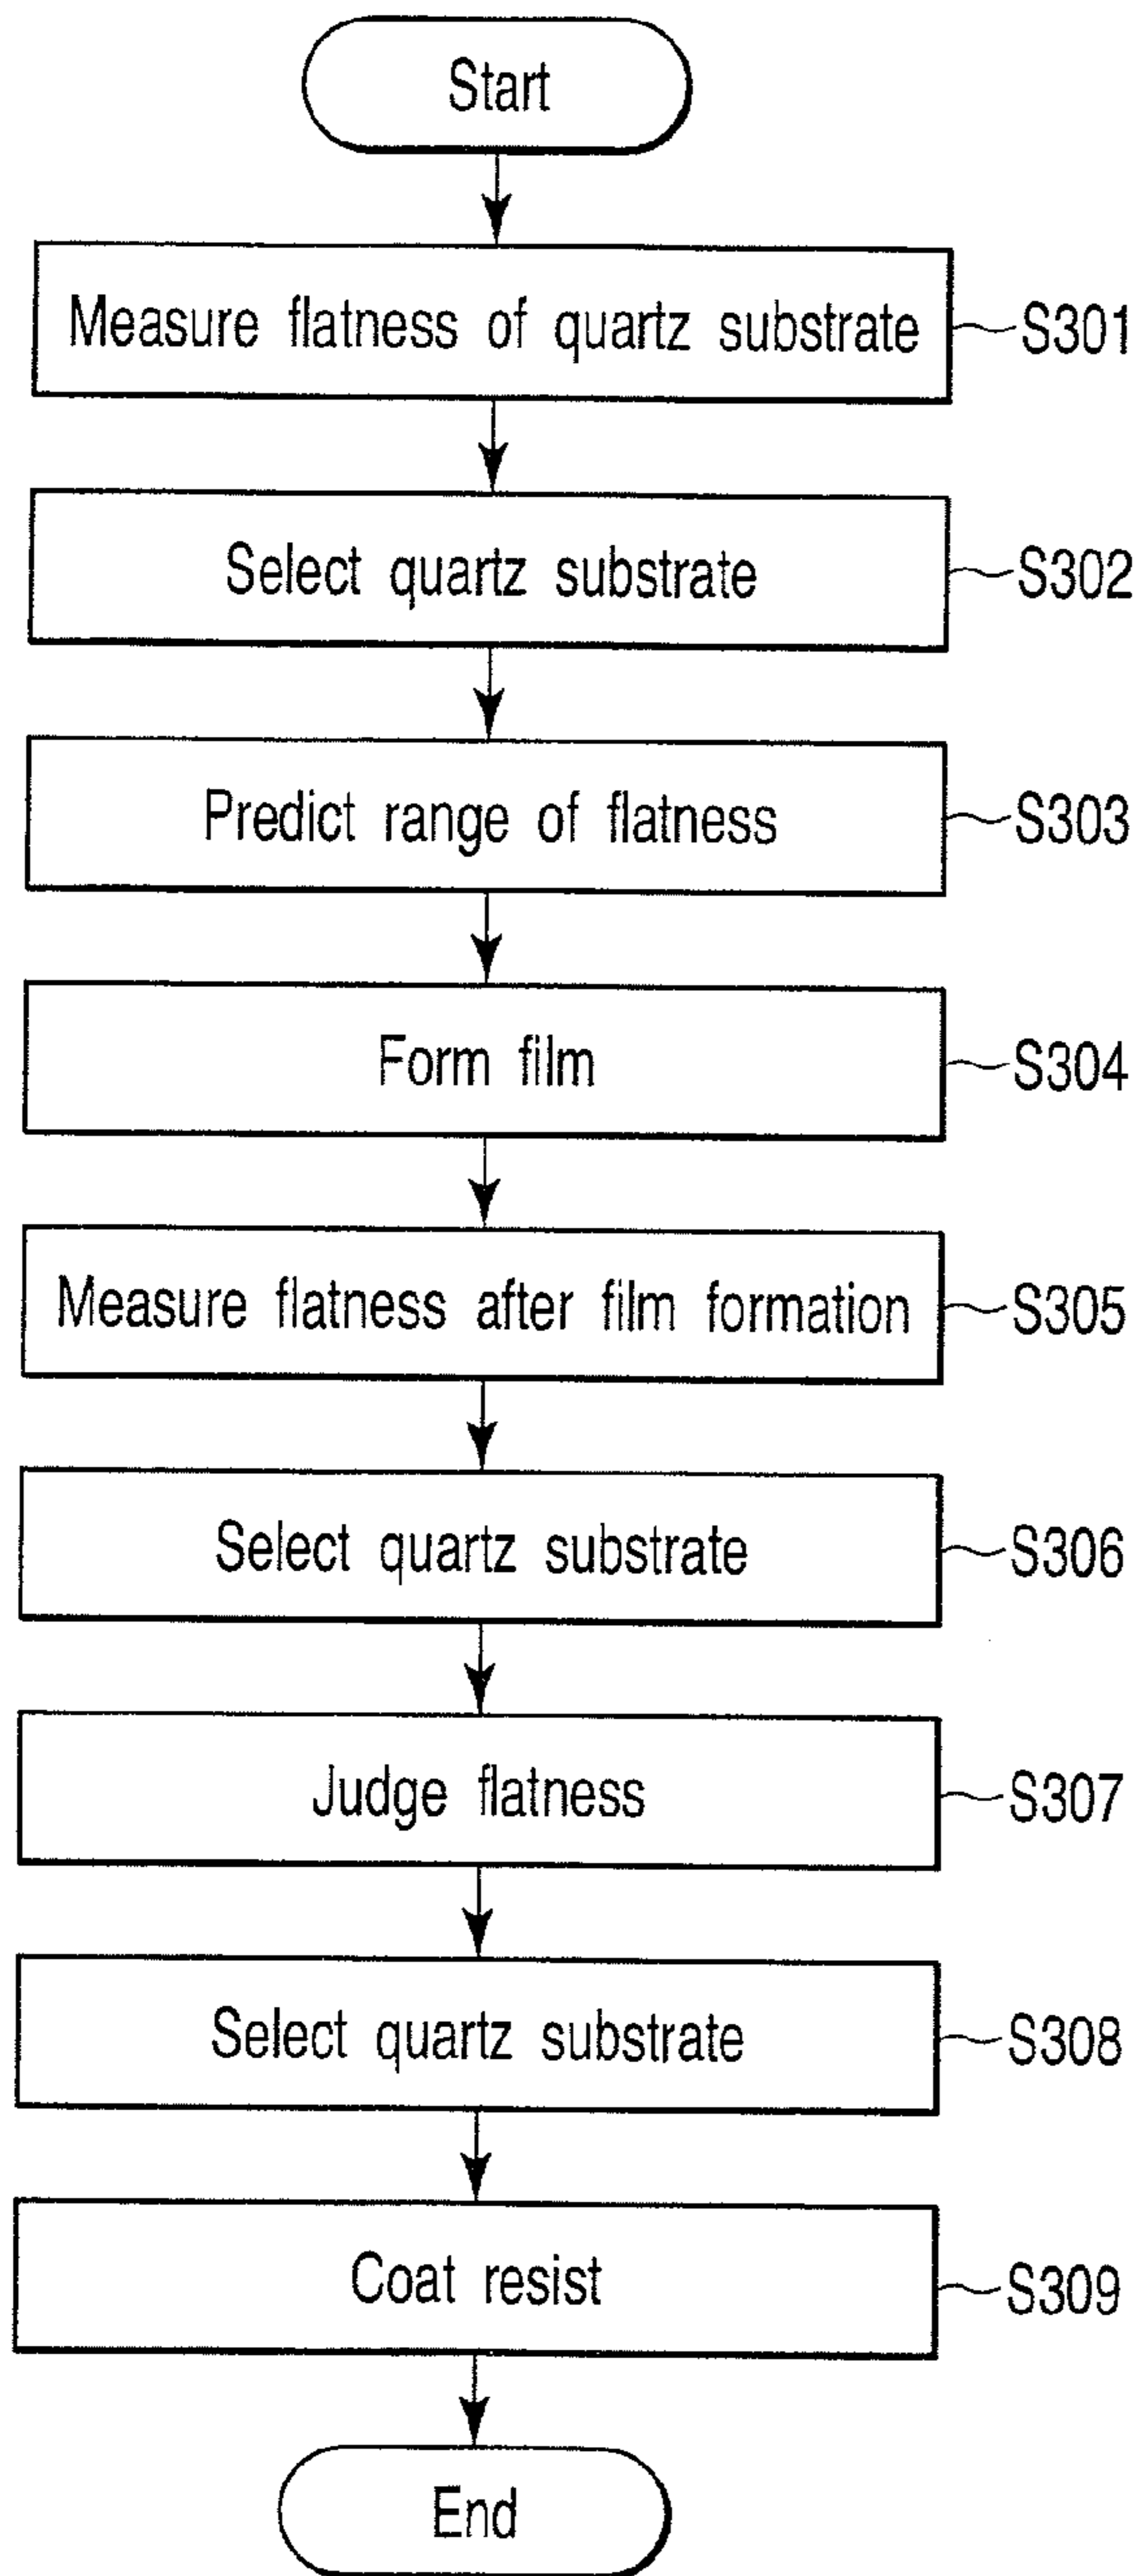 Start
Measure flatness of quartz substrate S301
Select quartz substrate S302
Predict range of flatness S303
Form film S304
Measure flatness after film formation S305
Select quartz substrate S306
Judge flatness S307
Select quartz substrate S308
Coat resist S309
End